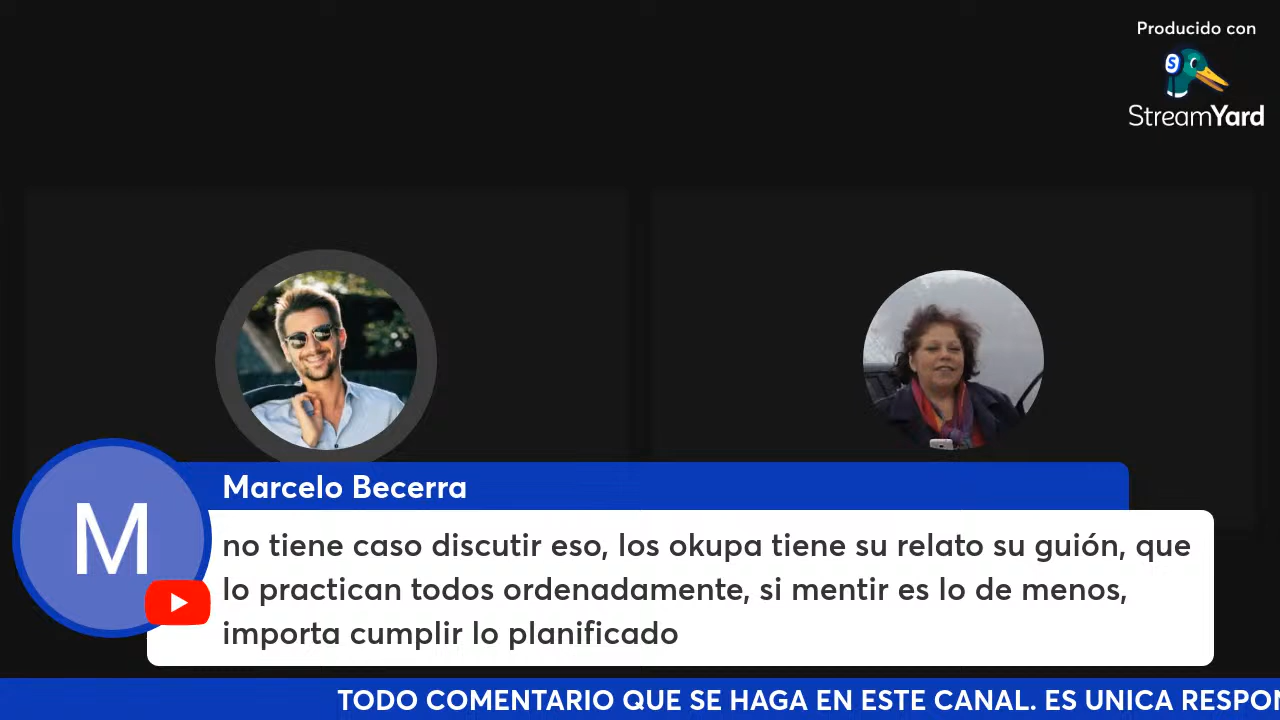 Producido con
S
StreamYard
M
Marcelo Becerra
no tiene caso discutir eso, los okupa tiene su relato su guión, que
lo practican todos ordenadamente, si mentir es lo de menos,
importa cumplir lo planificado
TODO COMENTARIO QUE SE HAGA EN ESTE CANAL. ES UNICA RESPON